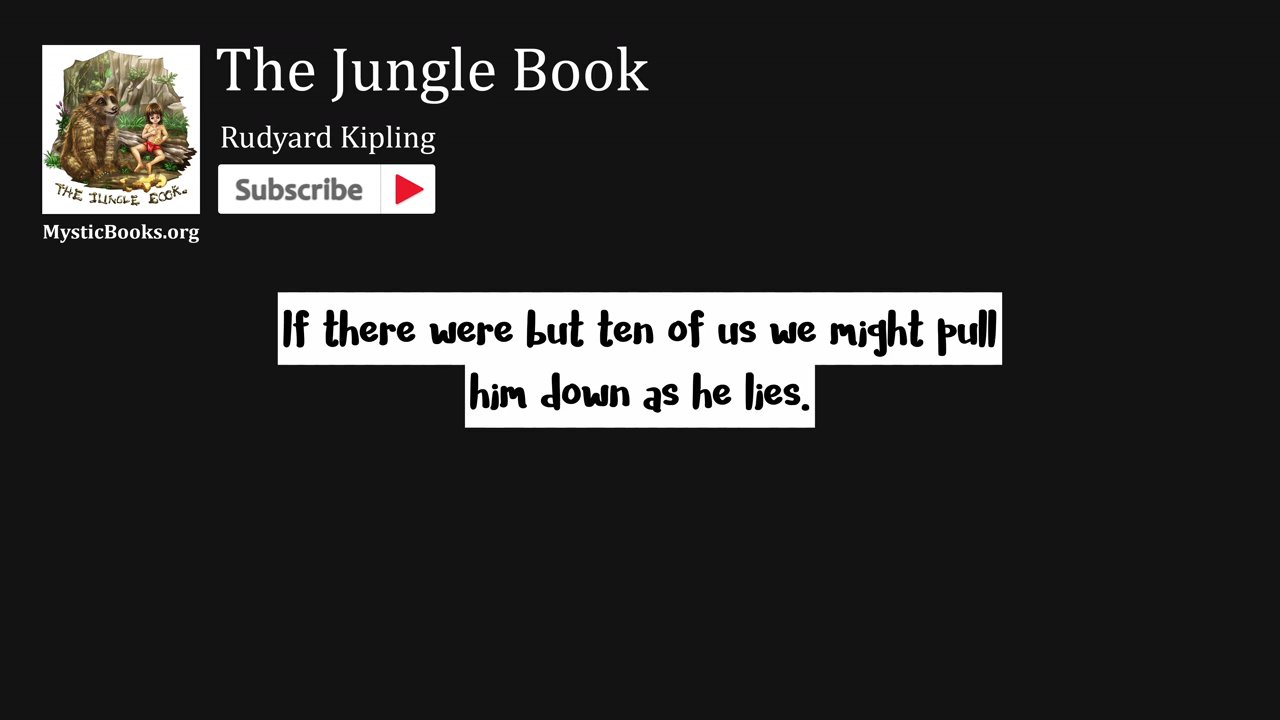 The Jungle Book
Rudyard Kipling
Subscribe
THE JUNGLE BOOK.
MysticBooks.org
If there were but ten of us we might pull
him down as he lies.